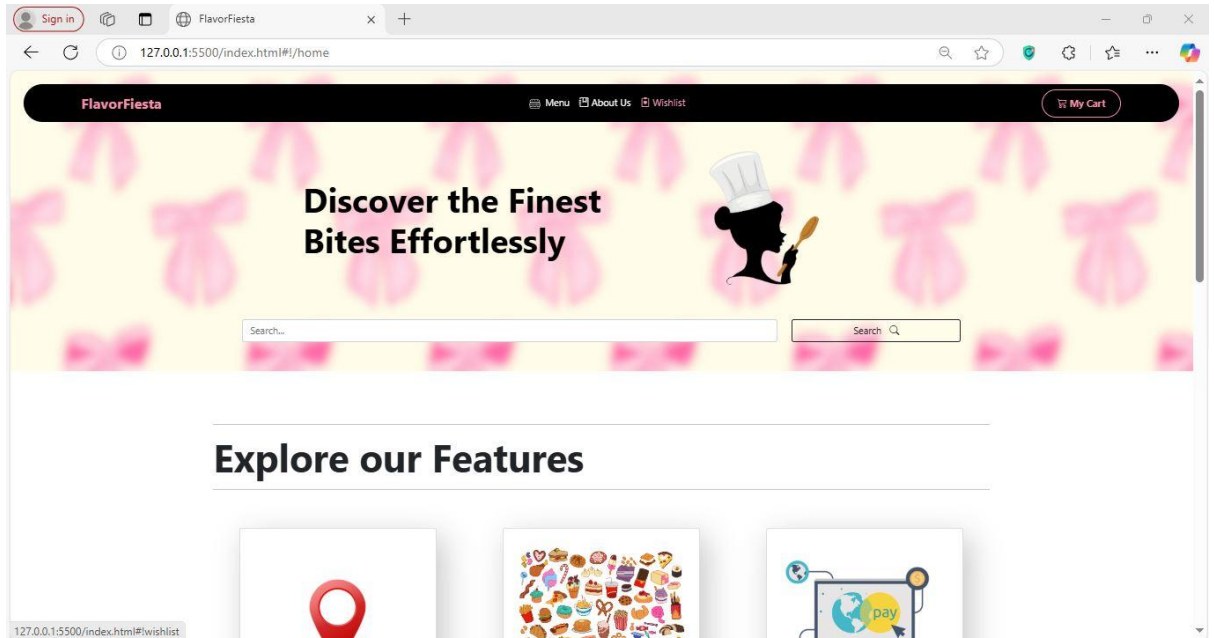 Sign in
FlavorFiesta
127.0.0.1:5500/index.html#!/home
FlavorFiesta
Menu About Us Wishlist
My Cart
Discover the Finest
Bites Effortlessly
Search...
Search
Explore our Features
pay
127.0.0.1:5500/index.html#!wishlist